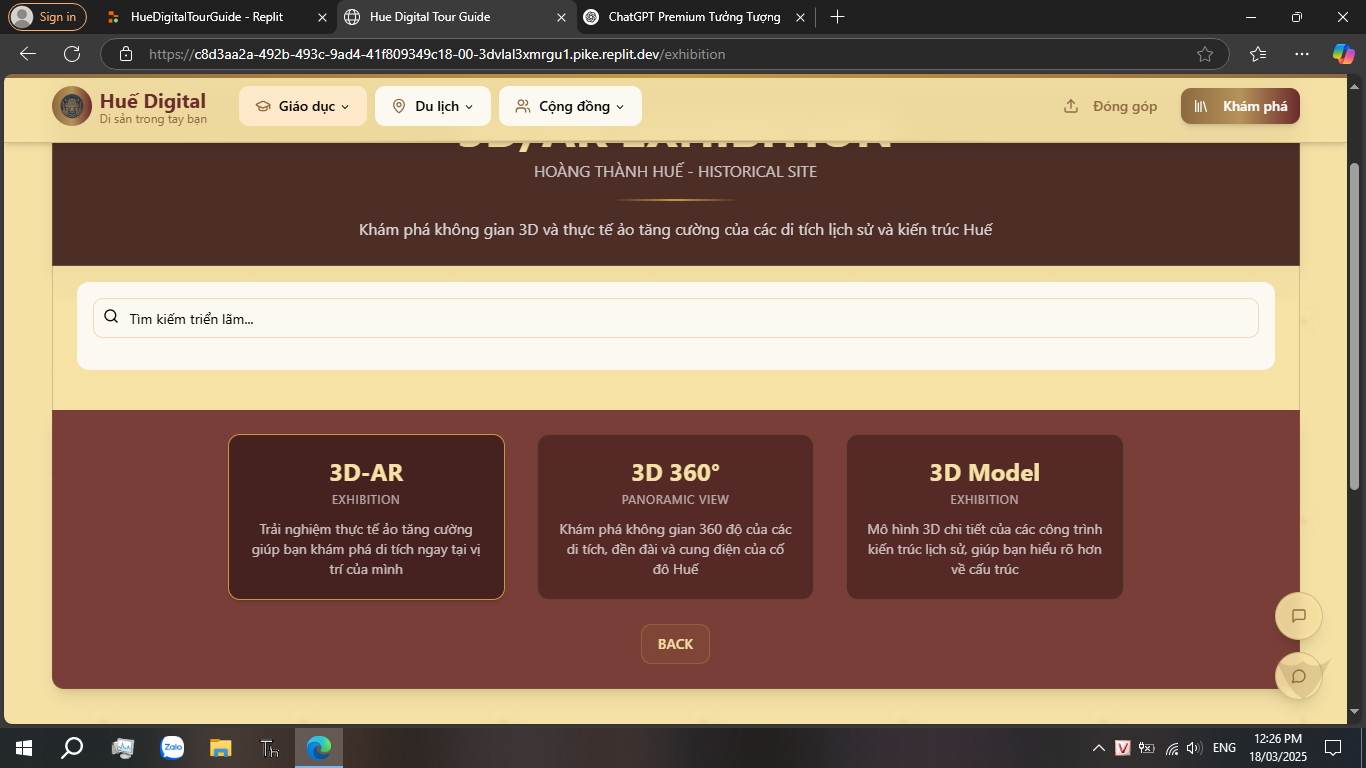 Sign in
HueDigitalTourGuide - Replit
Hue Digital Tour Guide
ChatGPT Premium Tưởng Tượng
https://c8d3aa2a-492b-493c-9ad4-41f809349c18-00-3dvlal3xmrgu1.pike.replit.dev/exhibition
Huế Digital
Di sản trong tay bạn
Giáo dục
Du lịch
Cộng đồng
Đóng góp
Khám phá
3D/AR EXHIBITION
HOÀNG THÀNH HUẾ - HISTORICAL SITE
Khám phá không gian 3D và thực tế ảo tăng cường của các di tích lịch sử và kiến trúc Huế
Tìm kiếm triển lãm...
3D-AR
EXHIBITION
Trải nghiệm thực tế ảo tăng cường
giúp bạn khám phá di tích ngay tại vị
trí của mình
3D 360°
PANORAMIC VIEW
Khám phá không gian 360 độ của các
di tích, đền đài và cung điện của cố
đô Huế
3D Model
EXHIBITION
Mô hình 3D chi tiết của các công trình
kiến trúc lịch sử, giúp bạn hiểu rõ hơn
về cấu trúc
BACK
Zalo
Th
V
ENG
12:26 PM
18/03/2025